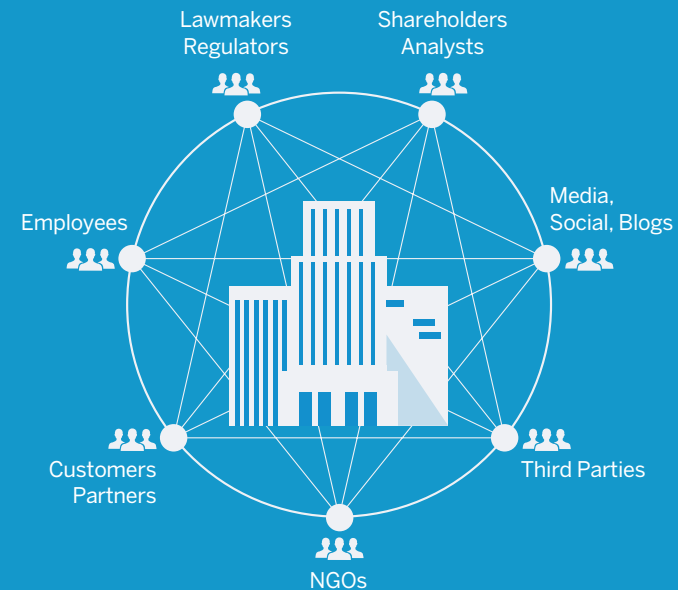 Lawmakers
Regulators
Shareholders
Analysts
Employees
Media,
Social, Blogs
Customers
Partners
Third Parties
NGOs